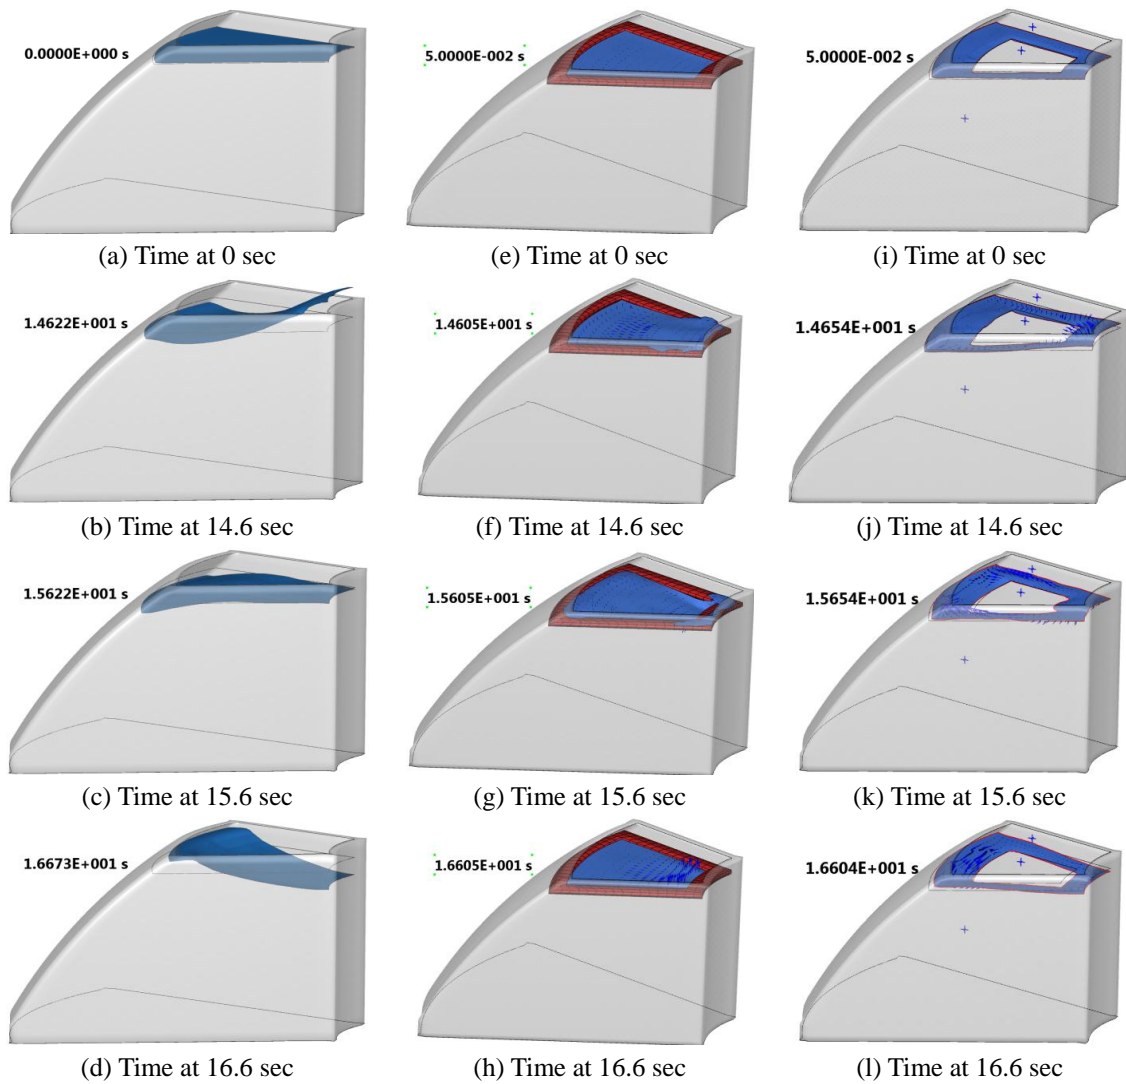 0.0000E+000 s
5.0000E-002 s
5.0000E-002 s
(a) Time at 0 sec
(e) Time at 0 sec
(i) Time at 0 sec
1.4622E+001 s
1.4605E+001 s
1.4654E+001 s
(b) Time at 14.6 sec
(f) Time at 14.6 sec
(j) Time at 14.6 sec
1.5622E+001 s
1.5605E+001 s
1.5654E+001 s
(c) Time at 15.6 sec
(g) Time at 15.6 sec
(k) Time at 15.6 sec
1.6673E+001 s
1.6605E+001 s
1.6604E+001 s
(d) Time at 16.6 sec
(h) Time at 16.6 sec
(l) Time at 16.6 sec